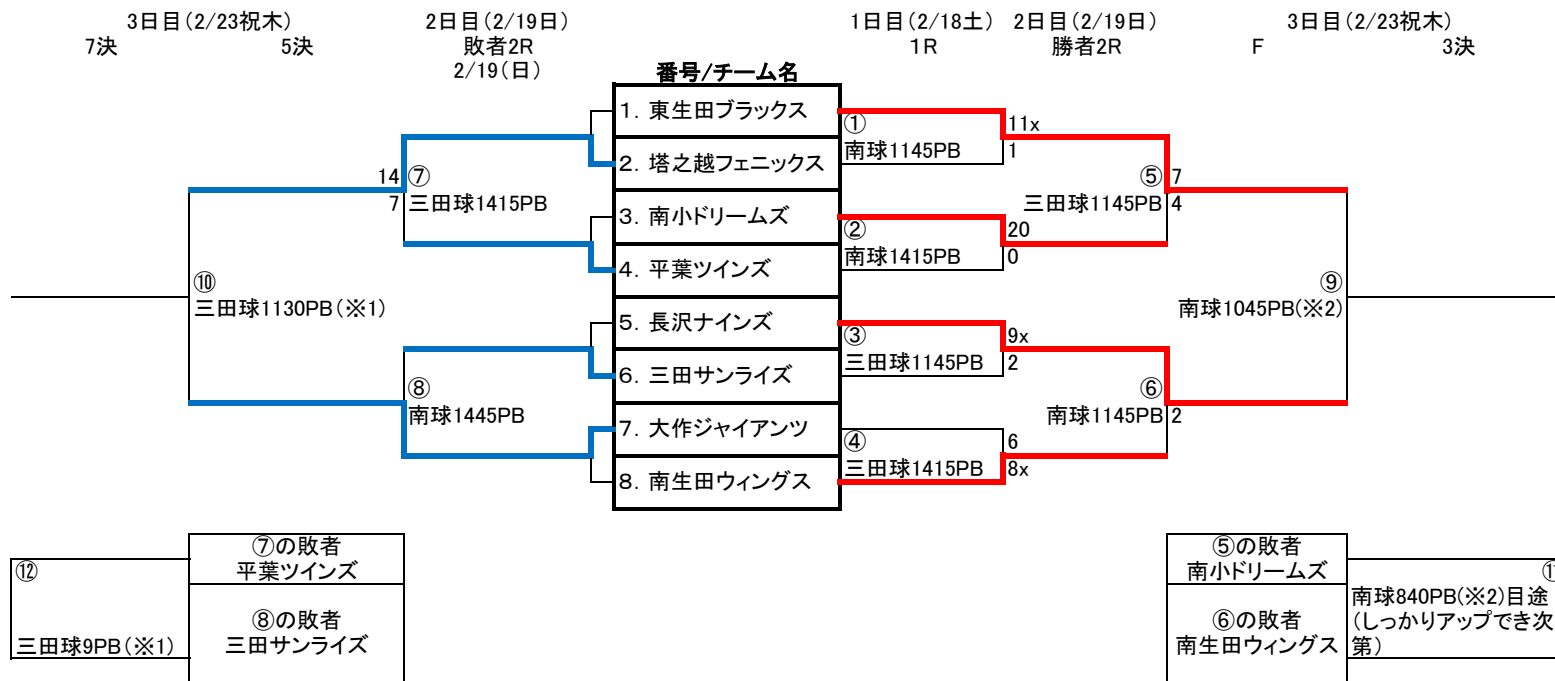 3日目(2/23祝木)
7決
5決
2日目(2/19日)
敗者2R
2/19(日)
番号/チーム名
1日目(2/18土)
1R
2日目(2/19日)
勝者2R
3日目(2/23祝木)
F
3決
1．東生田ブラックス
2．塔之越フェニックス
3．南小ドリームズ
4．平葉ツインズ
5．長沢ナインズ
6．三田サンライズ
7．大作ジャイアンツ
8．南生田ウィングス
14
7
⑦
三田球1415PB
⑩
三田球1130PB(※1)
⑧
南球1445PB
①
南球1145PB
11x
1
②
南球1415PB
20
0
③
三田球1145PB
9x
2
④
三田球1415PB
6
8x
⑤
三田球1145PB
7
4
⑥
南球1145PB
2
⑨
南球1045PB(※2)
⑫
三田球9PB(※1)
⑦の敗者
平葉ツインズ
⑧の敗者
三田サンライズ
⑤の敗者
南小ドリームズ
⑥の敗者
南生田ウィングス
南球840PB(※2)目途
(しっかりアップでき次
第)